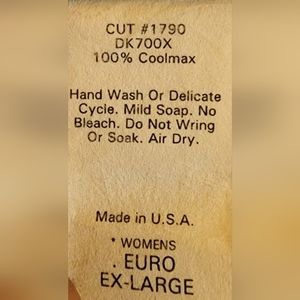 CUT #1790
DK700X
100% Coolmax
Hand Wash Or Delicate
Cycle. Mild Soap. No
Bleach. Do Not Wring
Or Soak. Air Dry.
Made in U.S.A.
* WOMENS
. EURO
EX-LARGE